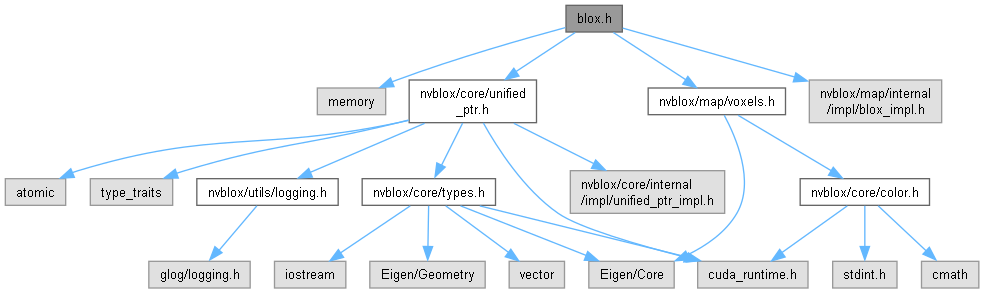 blox.h
memory
nvblox/core/unified
_ptr.h
nvblox/map/voxels.h
nvblox/map/internal
/impl/blox_impl.h
atomic
type_traits
nvblox/utils/logging.h
nvblox/core/types.h
nvblox/core/internal
/impl/unified_ptr_impl.h
nvblox/core/color.h
glog/logging.h
iostream
Eigen/Geometry
vector
Eigen/Core
cuda_runtime.h
stdint.h
cmath